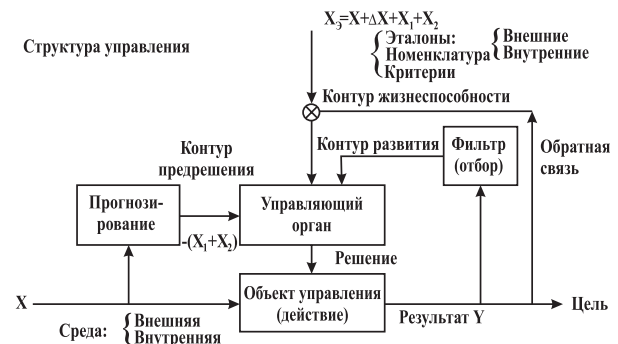 Xэ=X+ΔX+X₁+X₂
Структура управления
Эталоны:
Номенклатура
Критерии
Внешние
Внутренние
Контур жизнеспособности
Контур
предрешения
Контур развития
Фильтр
(отбор)
Обратная
связь
Прогнози-
рование
-(X₁+X₂)
Управляющий
орган
Решение
X
Объект управления
(действие)
Результат Y
Цель
Среда:
Внешняя
Внутренняя